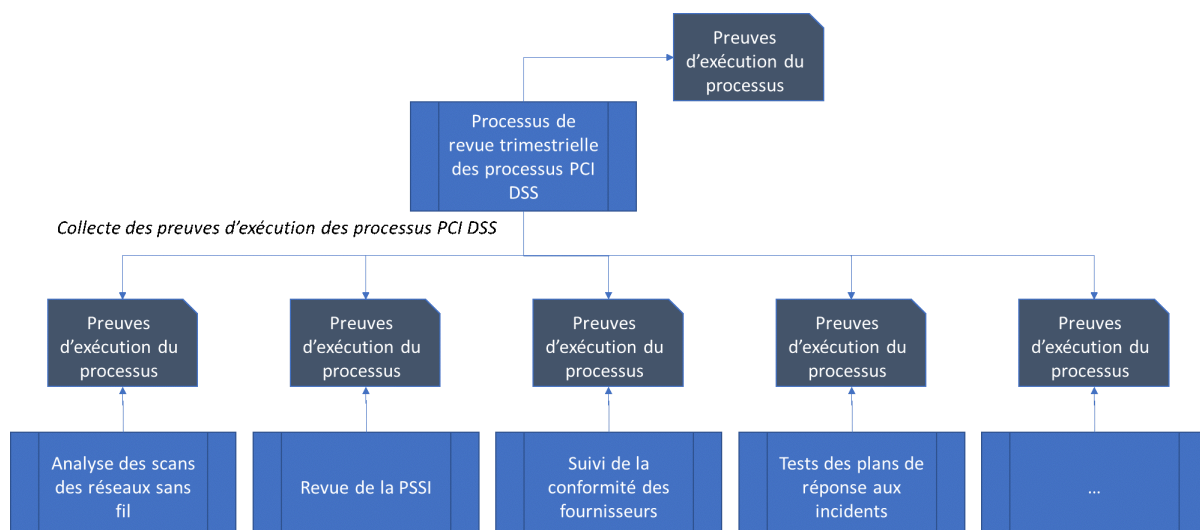 Preuves
d’exécution du
processus
Processus de
revue trimestrielle
des processus PCI
DSS
Collecte des preuves d’exécution des processus PCI DSS
Preuves
d’exécution du
processus
Preuves
d’exécution du
processus
Preuves
d’exécution du
processus
Preuves
d’exécution du
processus
Preuves
d’exécution du
processus
Analyse des scans
des réseaux sans
fil
Revue de la PSSI
Suivi de la
conformité des
fournisseurs
Tests des plans de
réponse aux
incidents
...